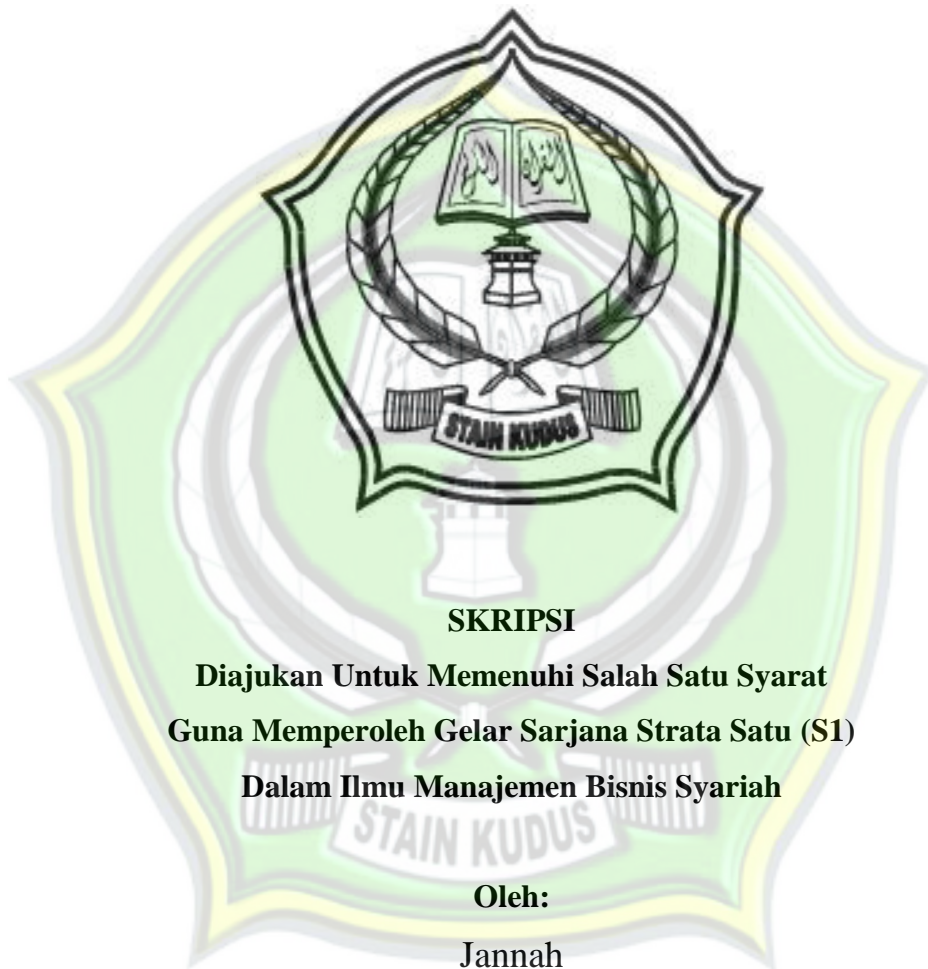 STAIN KUDUS
SKRIPSI
Diajukan Untuk Memenuhi Salah Satu Syarat
Guna Memperoleh Gelar Sarjana Strata Satu (S1)
Dalam Ilmu Manajemen Bisnis Syariah
STAIN KUDUS
Oleh:
Jannah